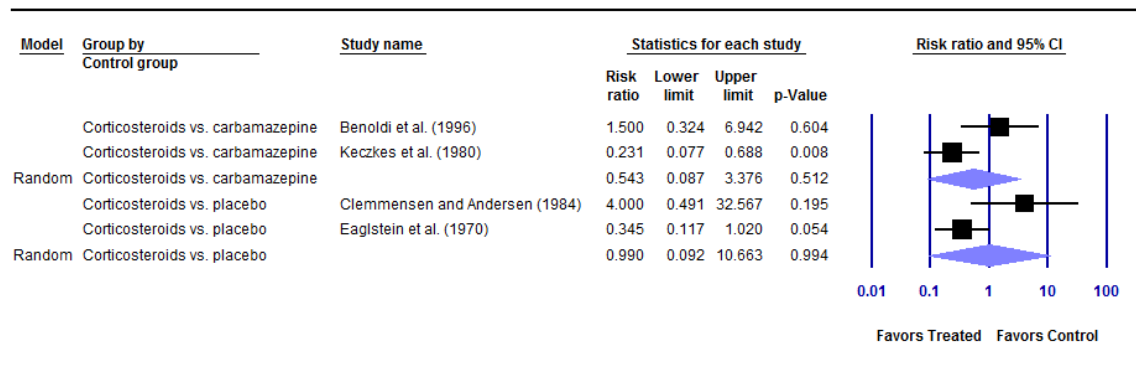 Model Group by Study name Statistics for each study Risk ratio and 95% CI
Control group
Risk Lower Upper
ratio limit limit p-Value
Corticosteroids vs. carbamazepine Benoldi et al. (1996) 1.500 0.324 6.942 0.604
Corticosteroids vs. carbamazepine Keczkes et al. (1980) 0.231 0.077 0.688 0.008
Random Corticosteroids vs. carbamazepine 0.543 0.087 3.376 0.512
Corticosteroids vs. placebo Clemmensen and Andersen (1984) 4.000 0.491 32.567 0.195
Corticosteroids vs. placebo Eaglstein et al. (1970) 0.345 0.117 1.020 0.054
Random Corticosteroids vs. placebo 0.990 0.092 10.663 0.994
0.01 0.1 1 10 100
Favors Treated Favors Control